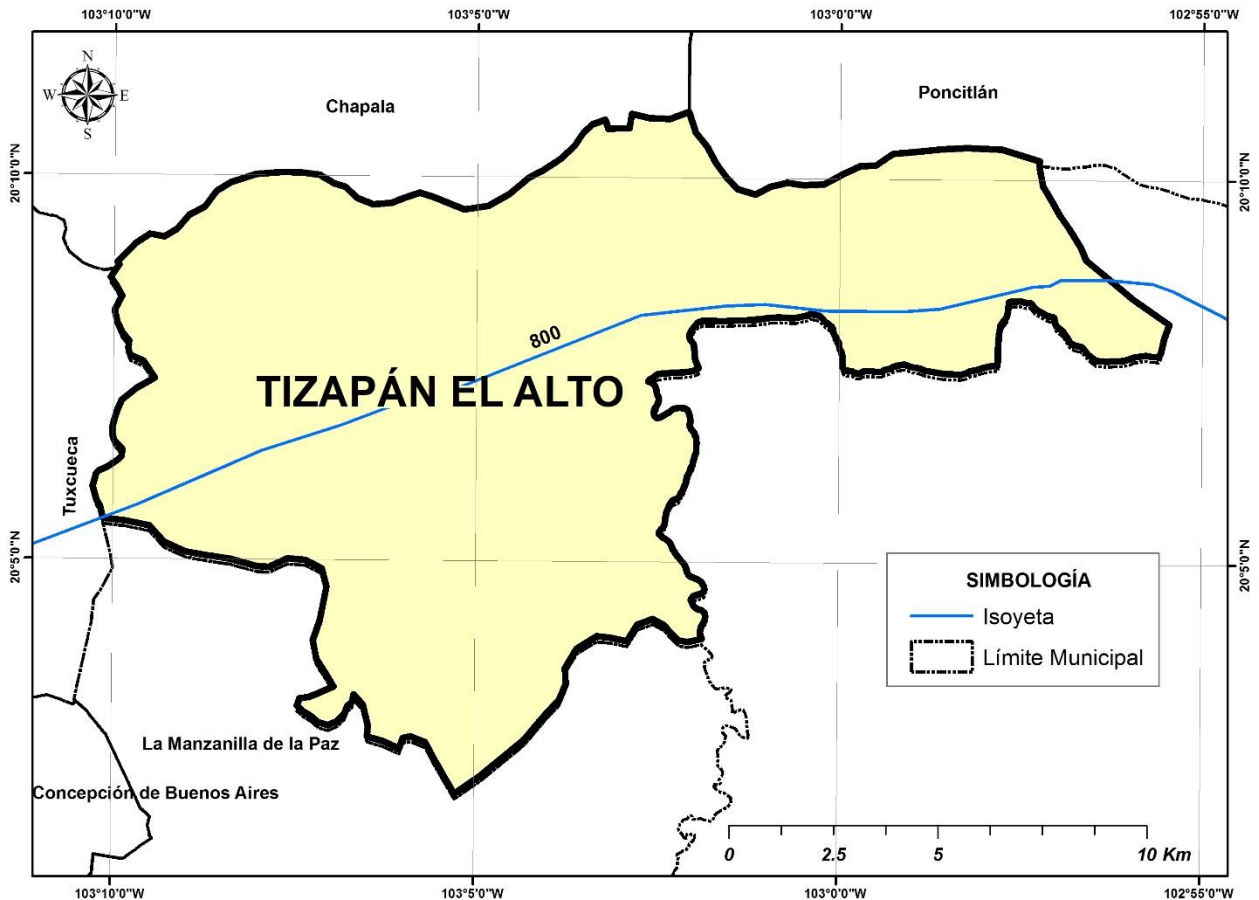 103°10'0"W
103°5'0"W
103°0'0"W
102°55'0"W
N
W
E
S
Chapala
Poncitlán
20°10'0"N
20°10'0"N
800
TIZAPÁN EL ALTO
Tuxcueca
20°5'0"N
20°5'0"N
SIMBOLOGÍA
Isoyeta
Límite Municipal
La Manzanilla de la Paz
Concepción de Buenos Aires
0 2.5 5 10 Km
103°10'0"W
103°5'0"W
103°0'0"W
102°55'0"W